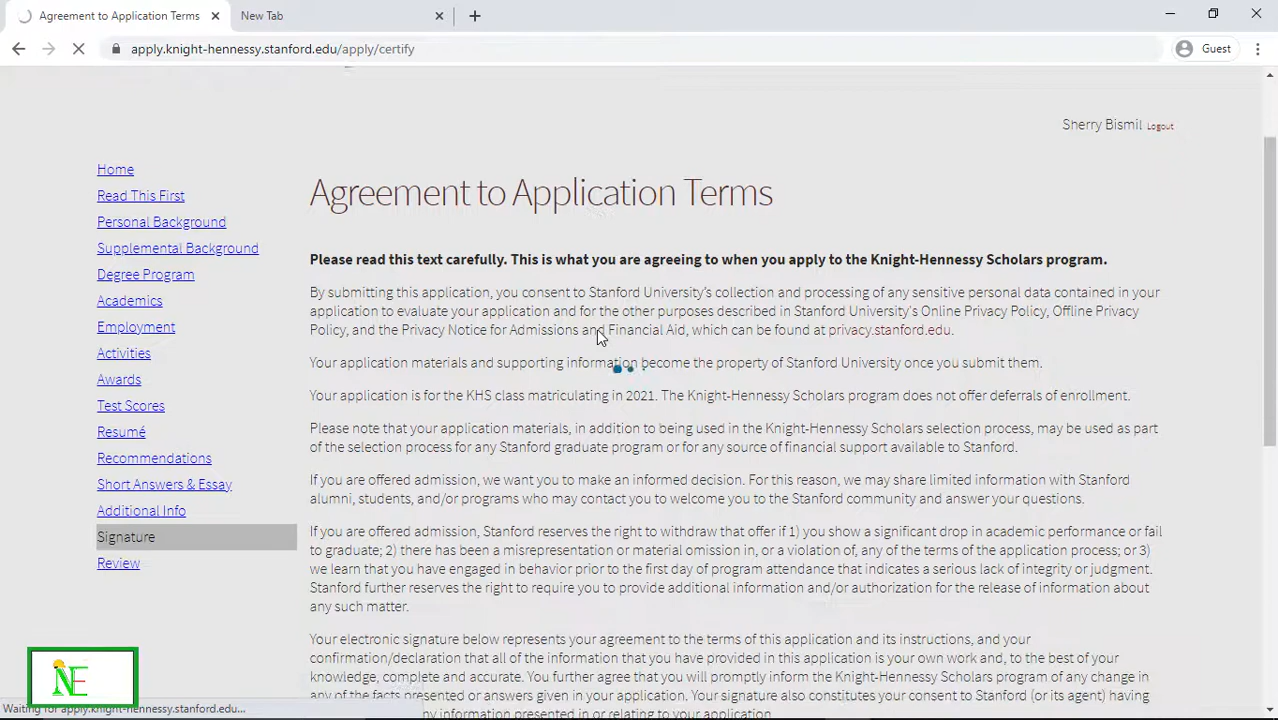 Agreement to Application Terms
New Tab
apply.knight-hennessy.stanford.edu/apply/certify
Guest
Sherry Bismil Logout
Home
Read This First
Personal Background
Supplemental Background
Degree Program
Academics
Employment
Activities
Awards
Test Scores
Resumé
Recommendations
Short Answers & Essay
Additional Info
Signature
Review
Agreement to Application Terms
Please read this text carefully. This is what you are agreeing to when you apply to the Knight-Hennessy Scholars program.
By submitting this application, you consent to Stanford University's collection and processing of any sensitive personal data contained in your
application to evaluate your application and for the other purposes described in Stanford University's Online Privacy Policy, Offline Privacy
Policy, and the Privacy Notice for Admissions and Financial Aid, which can be found at privacy.stanford.edu.
Your application materials and supporting information become the property of Stanford University once you submit them.
Your application is for the KHS class matriculating in 2021. The Knight-Hennessy Scholars program does not offer deferrals of enrollment.
Please note that your application materials, in addition to being used in the Knight-Hennessy Scholars selection process, may be used as part
of the selection process for any Stanford graduate program or for any source of financial support available to Stanford.
If you are offered admission, we want you to make an informed decision. For this reason, we may share limited information with Stanford
alumni, students, and/or programs who may contact you to welcome you to the Stanford community and answer your questions.
If you are offered admission, Stanford reserves the right to withdraw that offer if 1) you show a significant drop in academic performance or fail
to graduate; 2) there has been a misrepresentation or material omission in, or a violation of, any of the terms of the application process; or 3)
we learn that you have engaged in behavior prior to the first day of program attendance that indicates a serious lack of integrity or judgment.
Stanford further reserves the right to require you to provide additional information and/or authorization for the release of information about
any such matter.
Your electronic signature below represents your agreement to the terms of this application and its instructions, and your
confirmation/declaration that all of the information that you have provided in this application is your own work and, to the best of your
knowledge, complete and accurate. You further agree that you will promptly inform the Knight-Hennessy Scholars program of any change in
any of the facts presented or answers given in your application. Your signature also constitutes your consent to Stanford (or its agent) having
any information presented in or relating to your application
NE
Waiting for apply.knight-hennessy.stanford.edu...